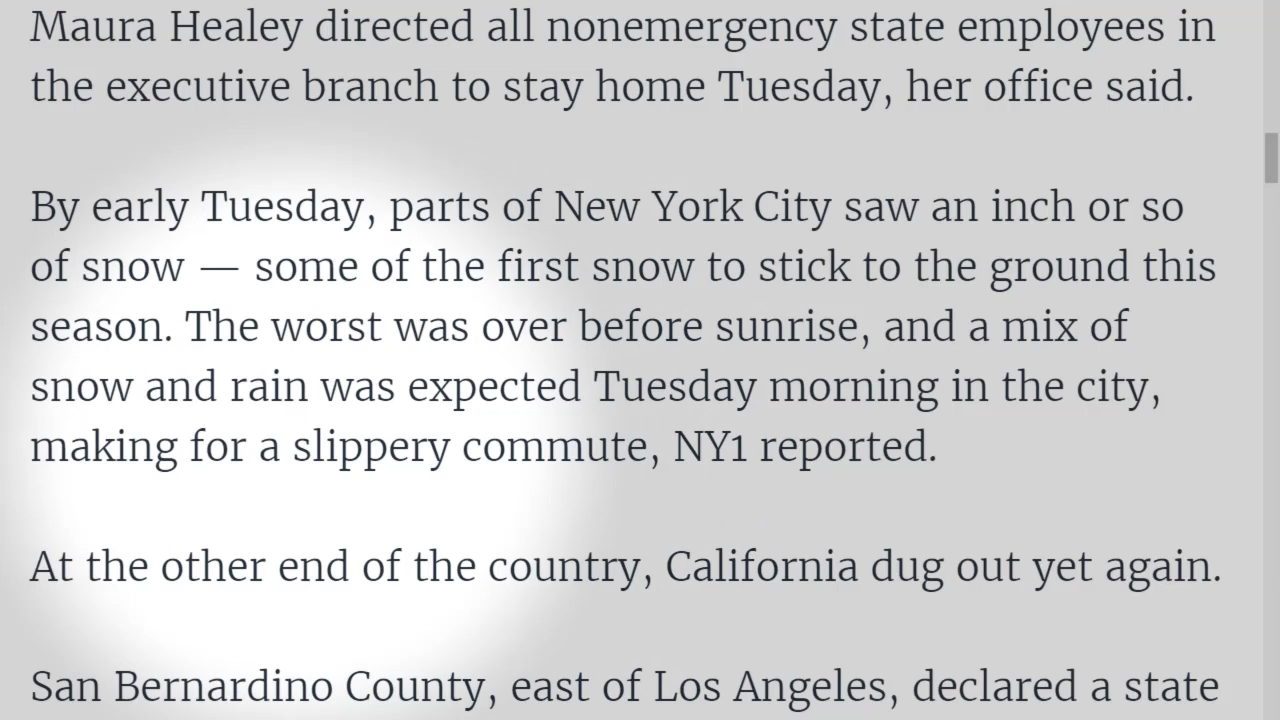 Maura Healey directed all nonemergency state employees in
the executive branch to stay home Tuesday, her office said.
By early Tuesday, parts of New York City saw an inch or so
of snow — some of the first snow to stick to the ground this
season. The worst was over before sunrise, and a mix of
snow and rain was expected Tuesday morning in the city,
making for a slippery commute, NY1 reported.
At the other end of the country, California dug out yet again.
San Bernardino County, east of Los Angeles, declared a state